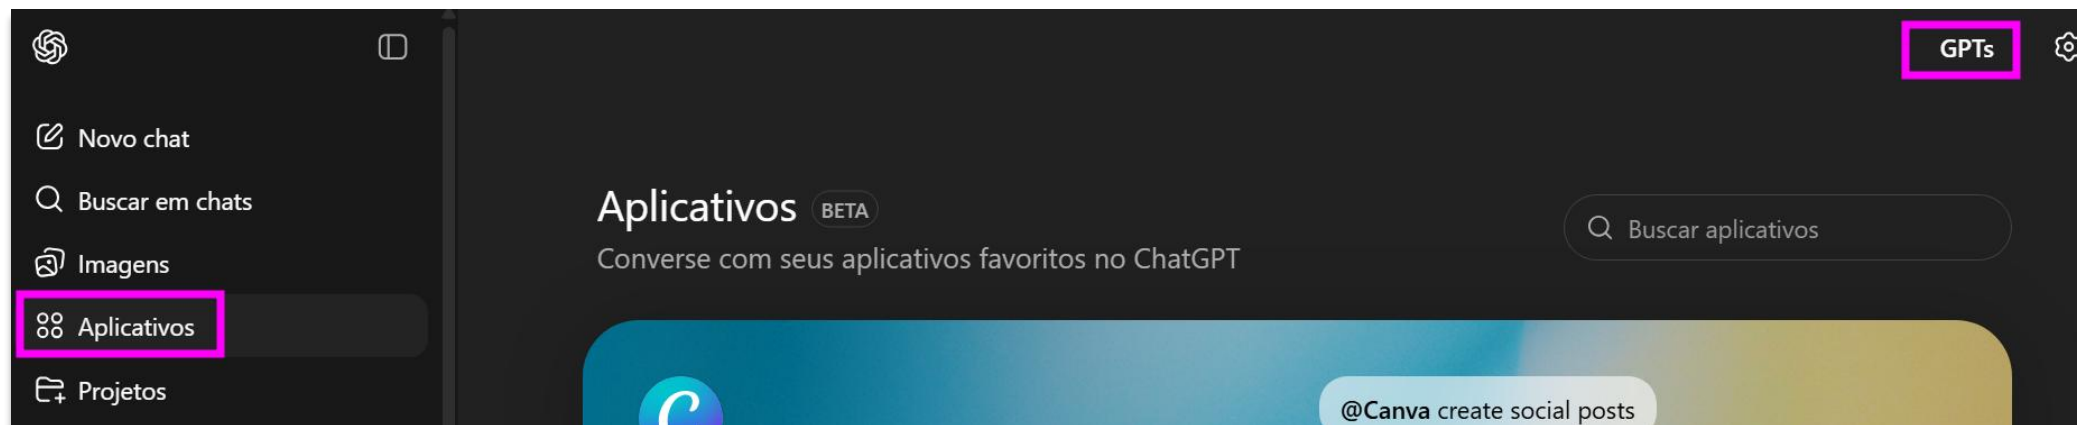 GPTs
Novo chat
Buscar em chats
Imagens
Aplicativos
Projetos
Aplicativos BETA
Converse com seus aplicativos favoritos no ChatGPT
Buscar aplicativos
@Canva create social posts